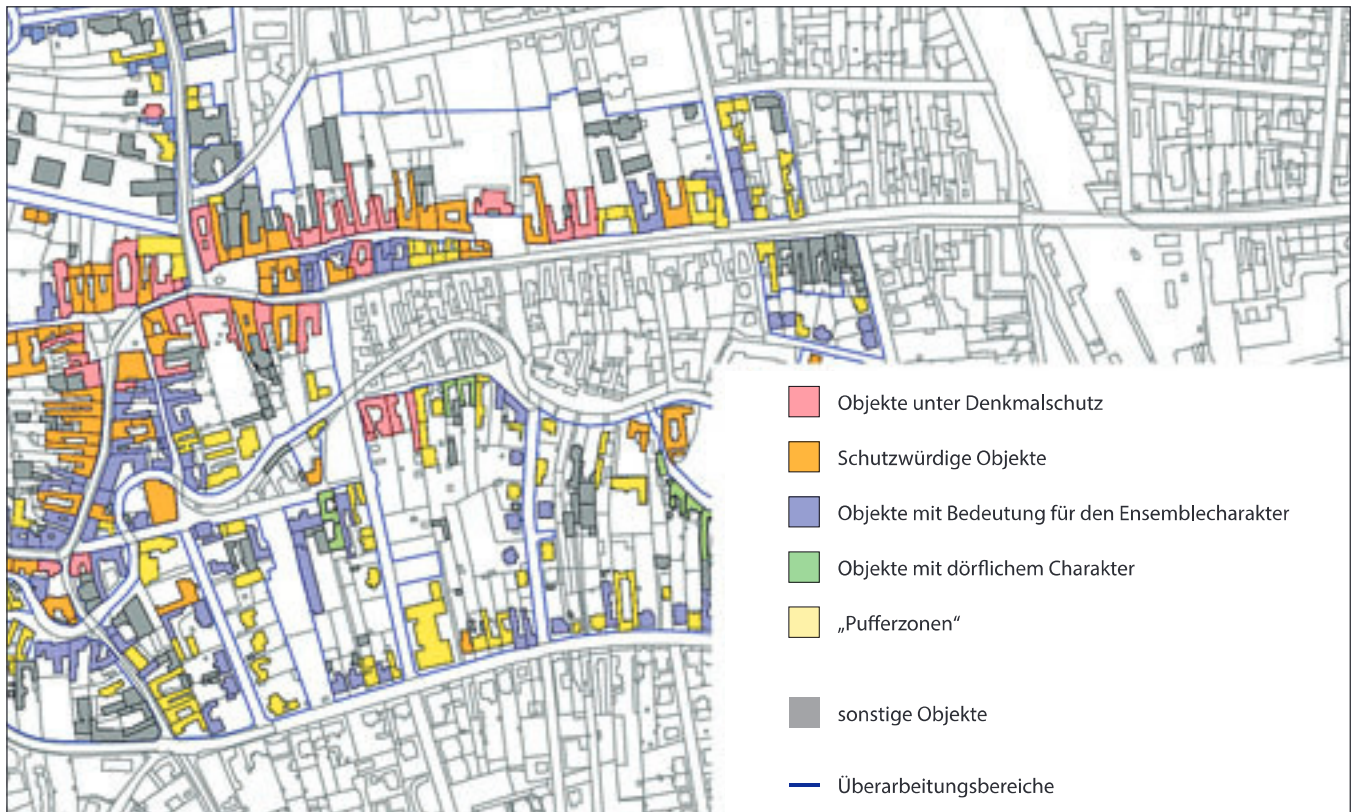 Objekte unter Denkmalschutz
Schutzwürdige Objekte
Objekte mit Bedeutung für den Ensemblecharakter
Objekte mit dörflichem Charakter
„Pufferzonen“
sonstige Objekte
Überarbeitungsbereiche